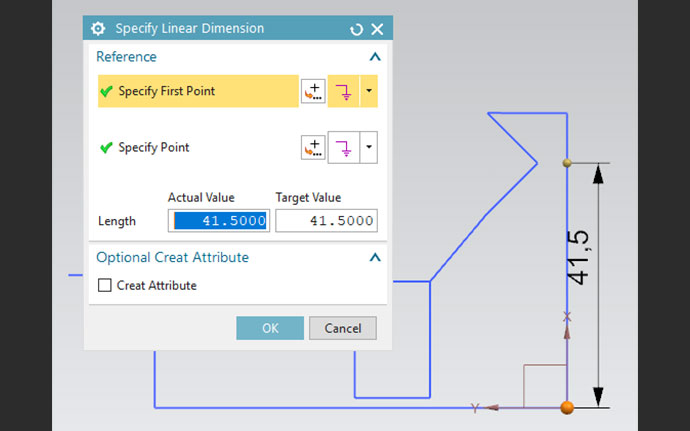 Specify Linear Dimension
Reference
Specify First Point
Specify Point
Actual Value Target Value
Length 41.5000 41.5000
Optional Creat Attribute
Creat Attribute
OK Cancel
41,5
X
Y